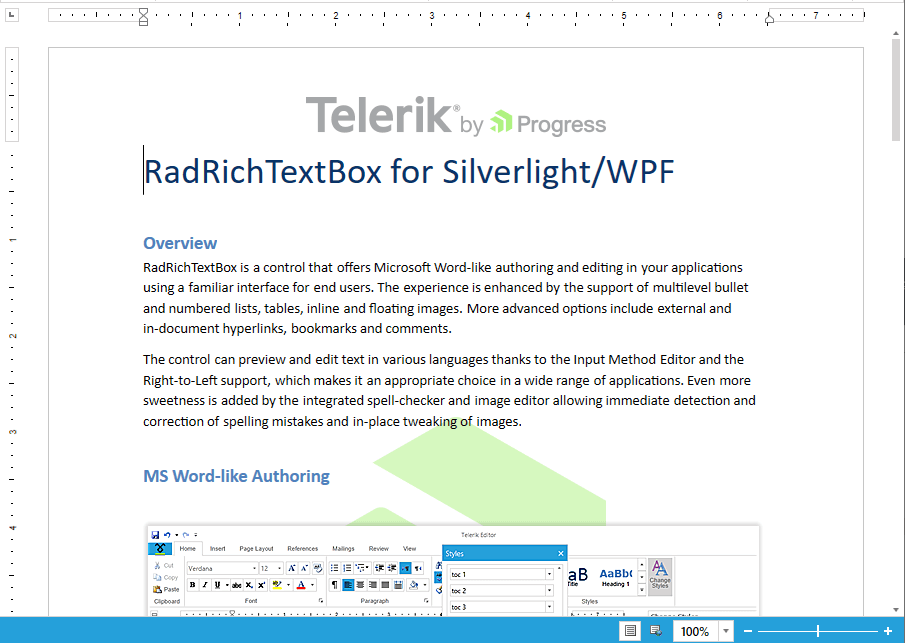 1 2 3 4 5 6 7
Telerik® by Progress
RadRichTextBox for Silverlight/WPF
1
Overview
RadRichTextBox is a control that offers Microsoft Word-like authoring and editing in your applications
using a familiar interface for end users. The experience is enhanced by the support of multilevel bullet
and numbered lists, tables, inline and floating images. More advanced options include external and
in-document hyperlinks, bookmarks and comments.
2
The control can preview and edit text in various languages thanks to the Input Method Editor and the
Right-to-Left support, which makes it an appropriate choice in a wide range of applications. Even more
sweetness is added by the integrated spell-checker and image editor allowing immediate detection and
correction of spelling mistakes and in-place tweaking of images.
3
MS Word-like Authoring
4
Telerik Editor
Home Insert Page Layout References Mailings Review View
Styles
Cut
Copy
Paste
Clipboard
Verdana 12
B I U abc X₂ X²
Font
Paragraph
toc 1
toc 2
toc 3
aB AaBb(
Title Heading 1
Change
Styles
Styles
1 2 3
100%